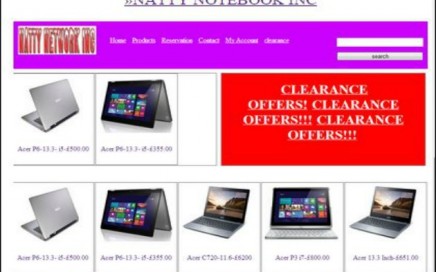 »NATTY NOTEBOOK INC
NATTY NETWORK INC
Home Products Reservation Contact My Account clearance
search
CLEARANCE
OFFERS! CLEARANCE
OFFERS!!! CLEARANCE
OFFERS!!!
Acer P6-13.3- i5-£500.00 Acer P6-13.3- i5-£355.00
Acer P6-13.3- i5-£500.00 Acer P6-13.3- i5-£355.00 Acer C720-11.6-£6200 Acer P3 i7-£800.00 Acer 13.3 Inch-£651.00